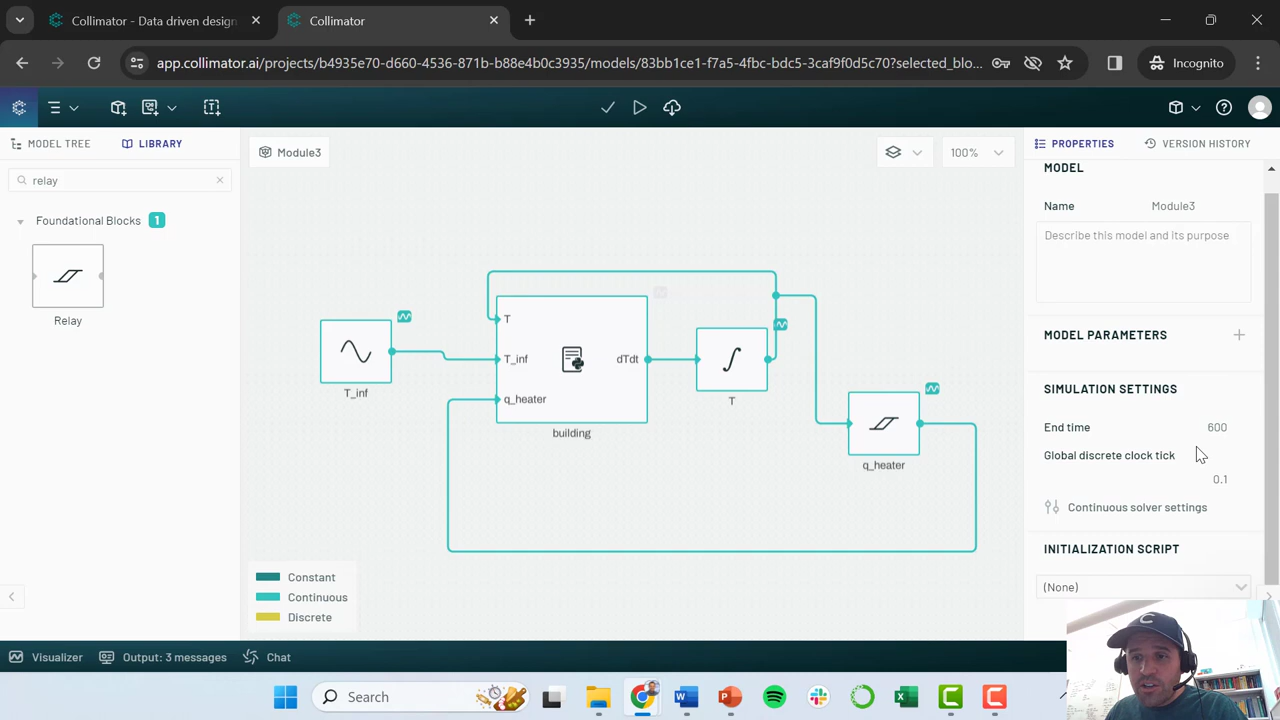 Collimator - Data driven design
Collimator
app.collimator.ai/projects/b4935e70-d660-4536-871b-b88e4b0c3935/models/83bb1ce1-f7a5-4fbc-bdc5-3caf9f0d5c70?selected_blo...
Incognito
MODEL TREE
LIBRARY
Module3
100%
PROPERTIES
VERSION HISTORY
relay
Foundational Blocks 1
Relay
MODEL
Name Module3
Describe this model and its purpose
MODEL PARAMETERS
SIMULATION SETTINGS
End time 600
Global discrete clock tick
0.1
Continuous solver settings
INITIALIZATION SCRIPT
(None)
T_inf
T
T_inf
q_heater
dTdt
building
T
q_heater
Constant
Continuous
Discrete
Visualizer
Output: 3 messages
Chat
Search